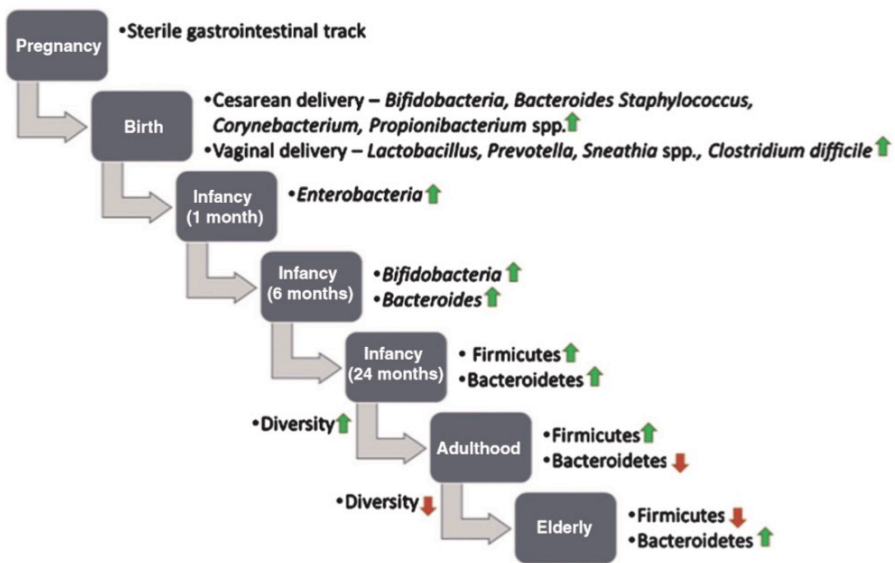 Pregnancy
•Sterile gastrointestinal track
Birth
•Cesarean delivery – Bifidobacteria, Bacteroides Staphylococcus,
Corynebacterium, Propionibacterium spp.
•Vaginal delivery – Lactobacillus, Prevotella, Sneathia spp., Clostridium difficile
Infancy
(1 month)
•Enterobacteria
Infancy
(6 months)
•Bifidobacteria
•Bacteroides
Infancy
(24 months)
• Firmicutes
•Bacteroidetes
•Diversity
Adulthood
•Firmicutes
•Bacteroidetes
•Diversity
Elderly
•Firmicutes
•Bacteroidetes